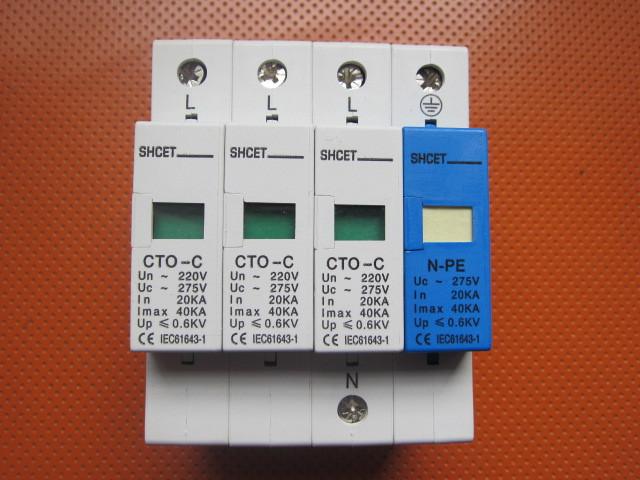 L L L
SHCET SHCET SHCET SHCET
CTO-C
Un ~ 220V
Uc ~ 275V
In 20KA
Imax 40KA
Up ≤ 0.6KV
CE IEC61643-1
CTO-C
Un ~ 220V
Uc ~ 275V
In 20KA
Imax 40KA
Up ≤ 0.6KV
CE IEC61643-1
CTO-C
Un ~ 220V
Uc ~ 275V
In 20KA
Imax 40KA
Up ≤ 0.6KV
CE IEC61643-1
N-PE
Uc ~ 275V
In 20KA
Imax 40KA
Up ≤ 0.6KV
CE IEC61643-1
N